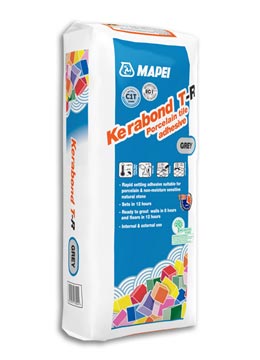 MAPEI
C1T
Kerabond T-R
Porcelain tile
adhesive
GREY
• Rapid setting adhesive suitable for
porcelain & non-moisture sensitive
natural stone
• Sets in 12 hours
• Ready to grout walls in 8 hours
and floors in 12 hours
• Internal & external use
Kerabond T-R
GREY